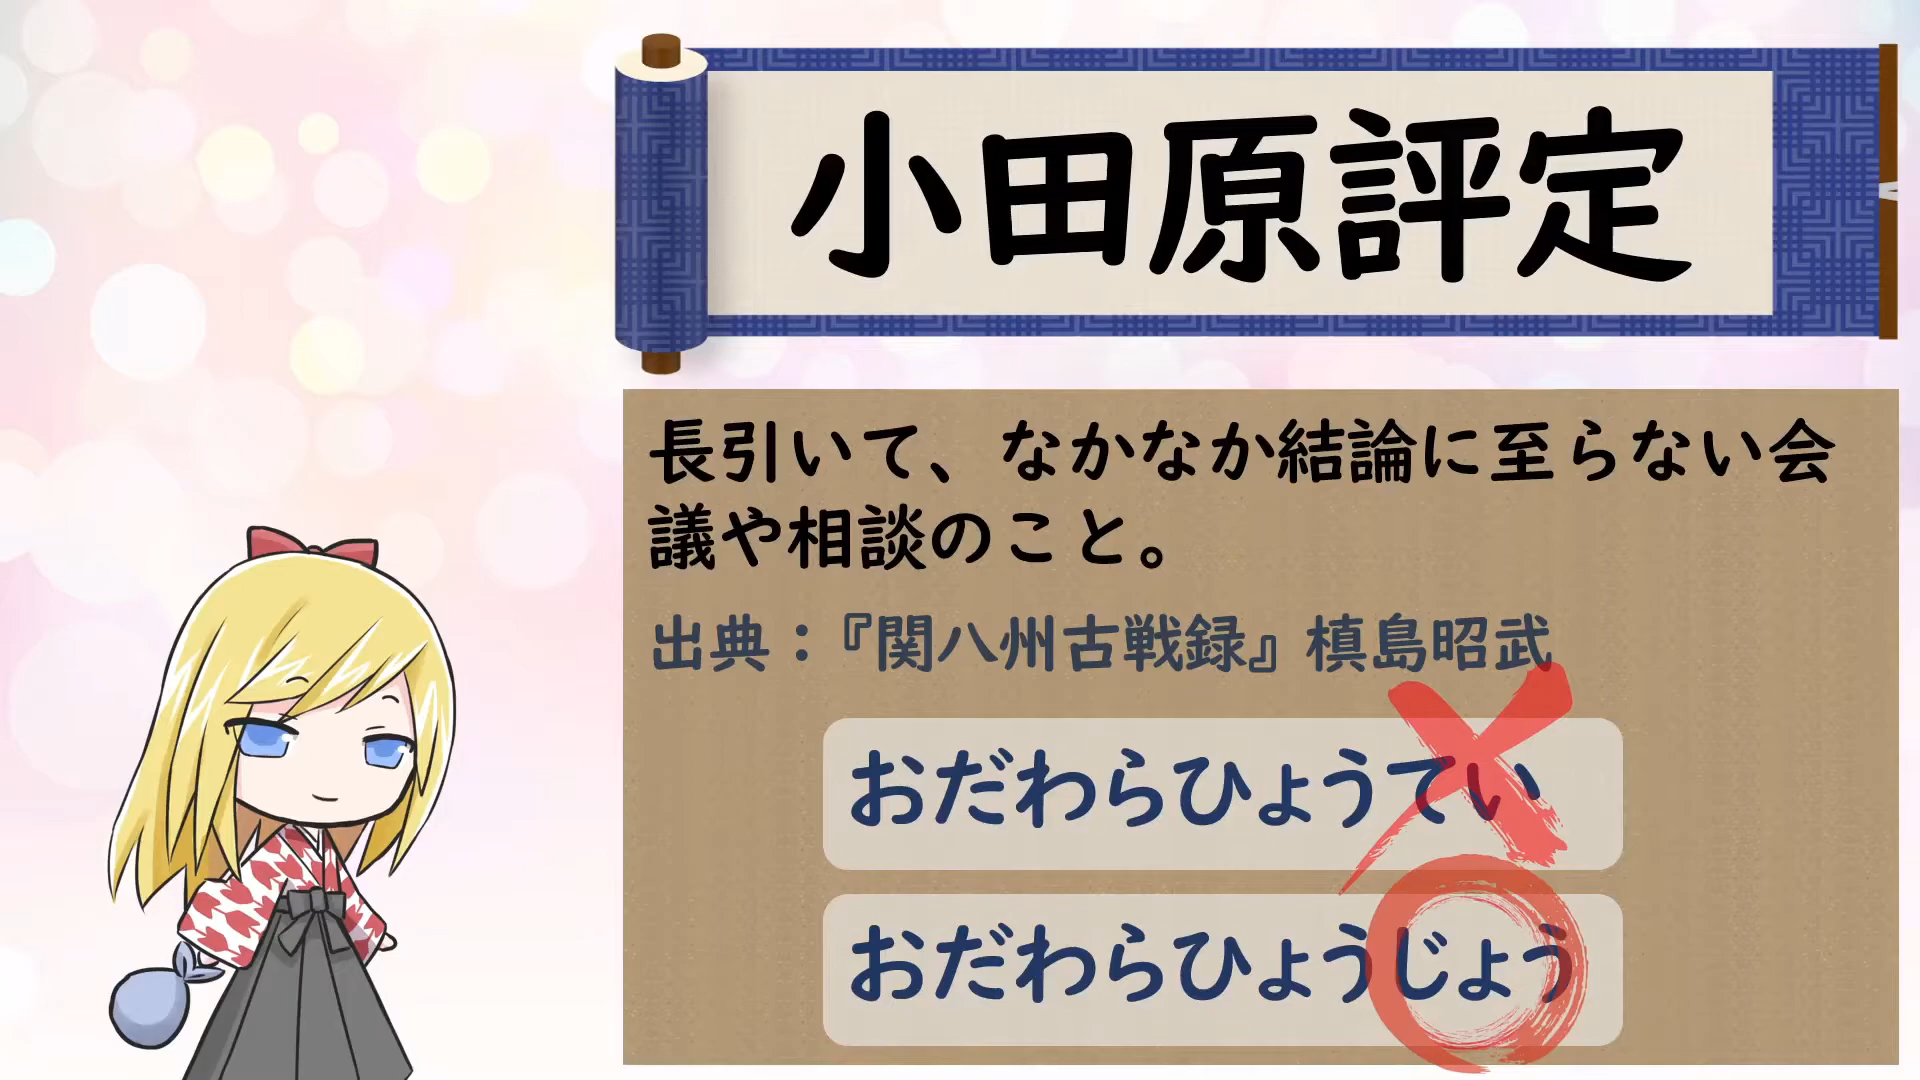 小田原評定
長引いて、なかなか結論に至らない会
議や相談のこと。
出典：『関八州古戦録』槙島昭武
おだわらひょうてい
おだわらひょうじょう